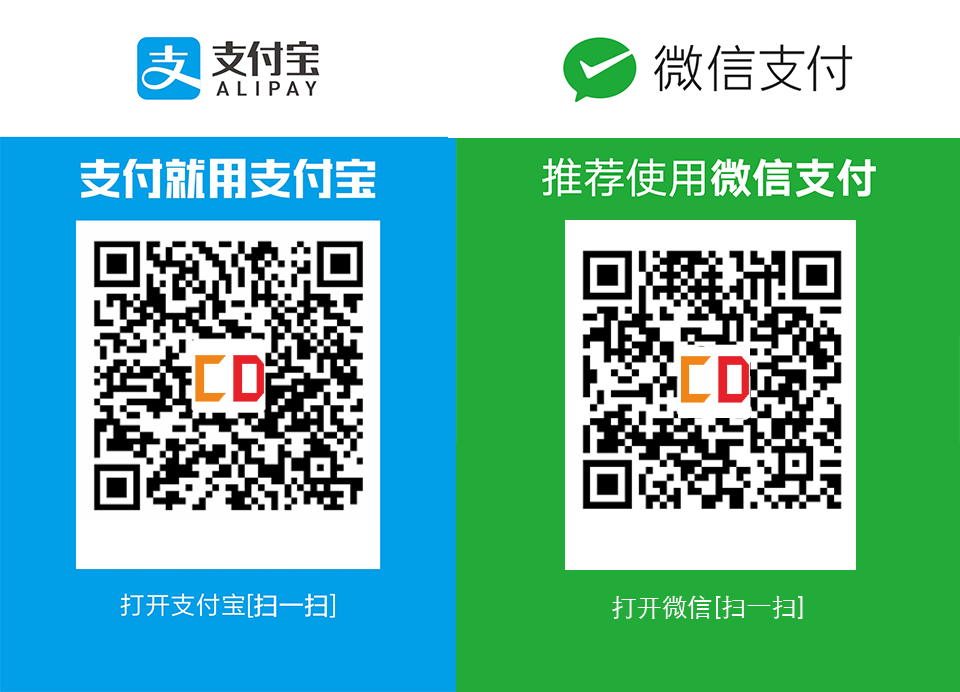 支付宝
ALIPAY
支付就用支付宝
CD
打开支付宝[扫一扫]
微信支付
推荐使用微信支付
CD
打开微信[扫一扫]